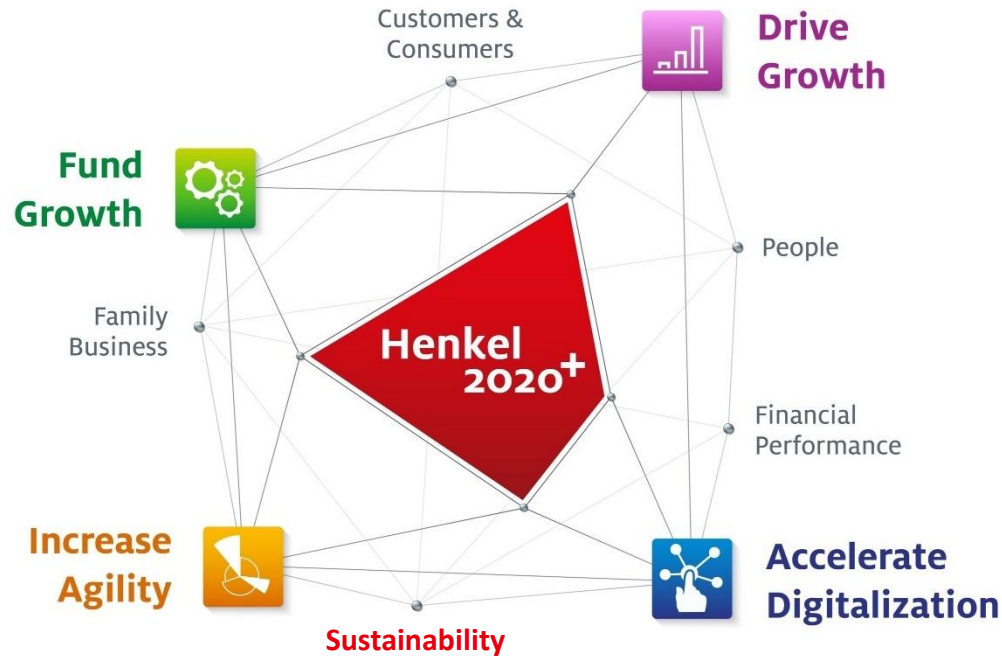 Customers &
Consumers
Drive
Growth
Fund
Growth
People
Family
Business
Henkel
2020+
Financial
Performance
Increase
Agility
Accelerate
Digitalization
Sustainability